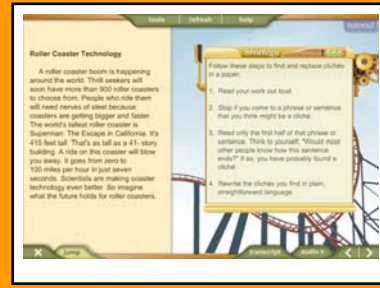 tools
refresh
help
tutorial
Roller Coaster Technology
A roller coaster boom is happening
around the world. Thrill seekers will
soon have more than 900 roller coasters
to choose from. People who ride them
will need nerves of steel because
coasters are getting bigger and faster.
The world's tallest roller coaster is
Superman: The Escape in California. It's
415 feet tall. That's as tall as a 41- story
building. A ride on this coaster will blow
you away. It goes from zero to
100 miles per hour in just seven
seconds. Scientists are making coaster
technology even better. So imagine
what the future holds for roller coasters.
Strategy
Follow these steps to find and replace clichés
in a paper:
1. Read your work out loud.
2. Stop if you come to a phrase or sentence
that you think might be a cliché.
3. Read only the first half of that phrase or
sentence. Think to yourself, "Would most
other people know how this sentence
ends?" If so, you have probably found a
cliché.
4. Rewrite the clichés you find in plain,
straightforward language.
jump
transcript
audio